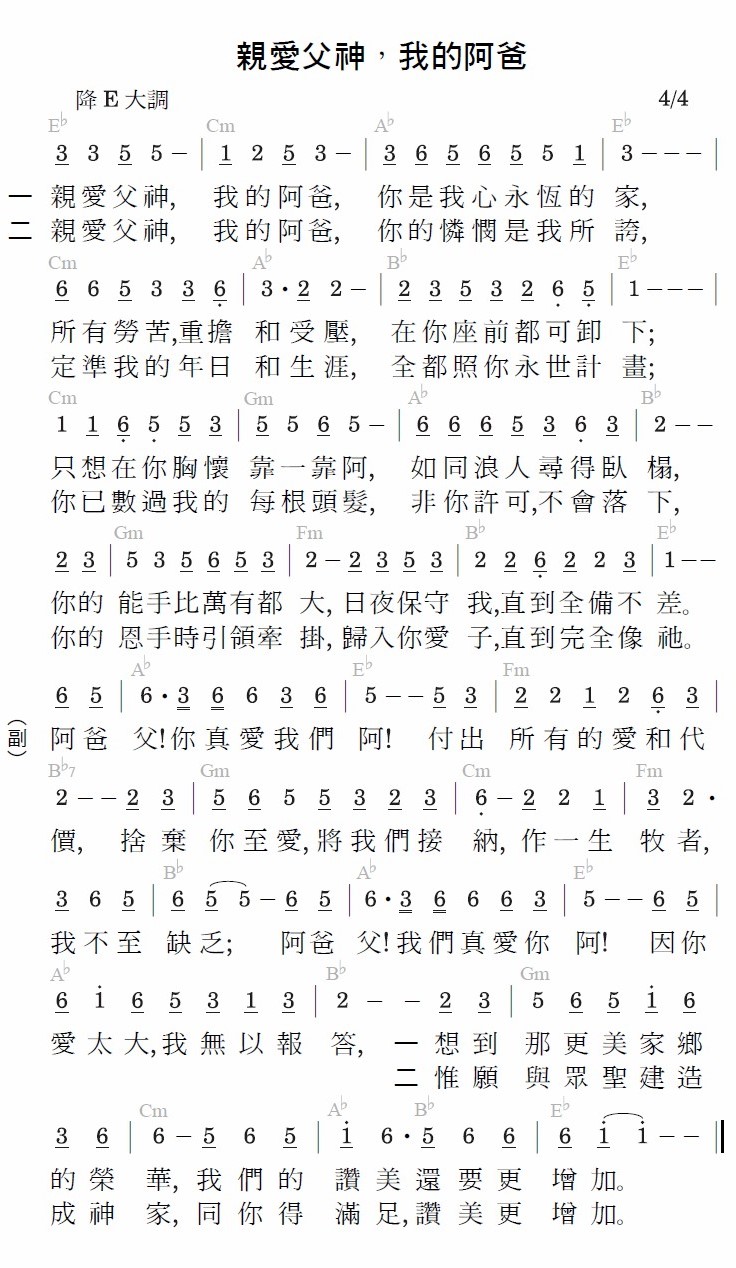 親愛父神，我的阿爸
降 E 大調 4/4
E♭ Cm A♭ E♭
3 3 5 5 – | 1 2 5 3 – | 3 6 5 6 5 5 1 | 3 – – – |
一 親愛父神, 我的阿爸, 你是我心永恆的 家,
二 親愛父神, 我的阿爸, 你的憐憫是我所 誇,
Cm A♭ B♭ E♭
6 6 5 3 3 6 | 3 · 2 2 – | 2 3 5 3 2 6 5 | 1 – – – |
所有勞苦,重擔 和受壓, 在你座前都可卸 下;
定準我的年日 和生涯, 全都照你永世計 畫;
Cm Gm A♭ B♭
1 1 6 5 5 3 | 5 5 6 5 – | 6 6 6 5 3 6 3 | 2 – –
只想在你胸懷 靠一靠阿, 如同浪人尋得臥 榻,
你已數過我的 每根頭髮, 非你許可,不會落 下,
Gm Fm B♭ E♭
2 3 | 5 3 5 6 5 3 | 2 – 2 3 5 3 | 2 2 6 2 2 3 | 1 – –
你的 能手比萬有都 大, 日夜保守 我,直到全備不 差。
你的 恩手時引領牽 掛, 歸入你愛 子,直到完全像 祂。
A♭ E♭ Fm
6 5 | 6 · 3 6 6 3 6 | 5 – – 5 3 | 2 2 1 2 6 3 |
(副) 阿爸 父!你真愛我們 阿! 付出 所有的愛和代
B♭7 Gm Cm Fm
2 – – 2 3 | 5 6 5 5 3 2 3 | 6 – 2 2 1 | 3 2 ·
價, 捨棄 你至愛,將我們接 納, 作一生 牧者,
B♭ A♭ E♭
3 6 5 | 6 5 5 – 6 5 | 6 · 3 6 6 6 3 | 5 – – 6 5 |
我不至 缺乏; 阿爸 父!我們真愛你 阿! 因你
A♭ B♭ Gm
6 1 6 5 3 1 3 | 2 – – 2 3 | 5 6 5 1 6
愛太大,我無以報 答, 一 想到 那更美家鄉
二 惟願 與眾聖建造
Cm A♭ B♭ E♭
3 6 | 6 – 5 6 5 | 1 6 · 5 6 6 | 6 1 1 – – ||
的榮 華, 我們的 讚美還要更 增加。
成神 家, 同你得 滿足,讚美更 增加。